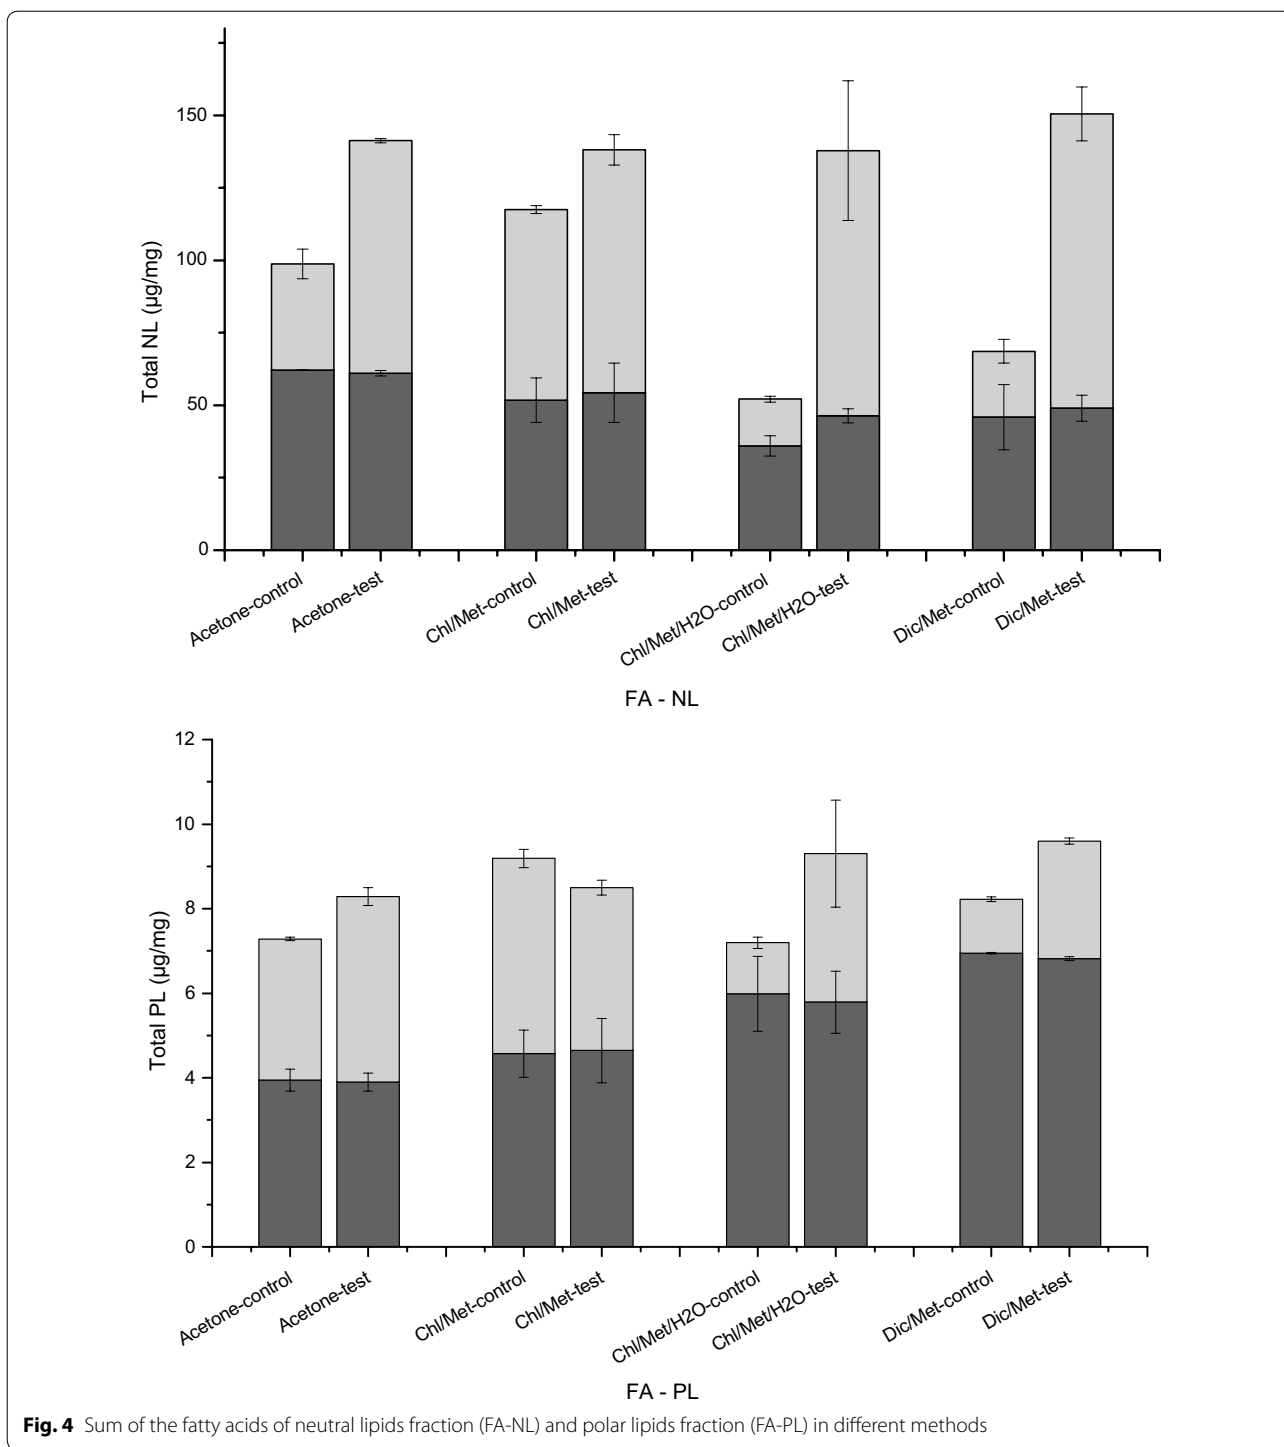 150
100
50
0
Total NL (µg/mg)
Acetone-control
Acetone-test
Chl/Met-control
Chl/Met-test
Chl/Met/H2O-control
Chl/Met/H2O-test
Dic/Met-control
Dic/Met-test
FA - NL
12
10
8
6
4
2
0
Total PL (µg/mg)
Acetone-control
Acetone-test
Chl/Met-control
Chl/Met-test
Chl/Met/H2O-control
Chl/Met/H2O-test
Dic/Met-control
Dic/Met-test
FA - PL
Fig. 4 Sum of the fatty acids of neutral lipids fraction (FA-NL) and polar lipids fraction (FA-PL) in different methods